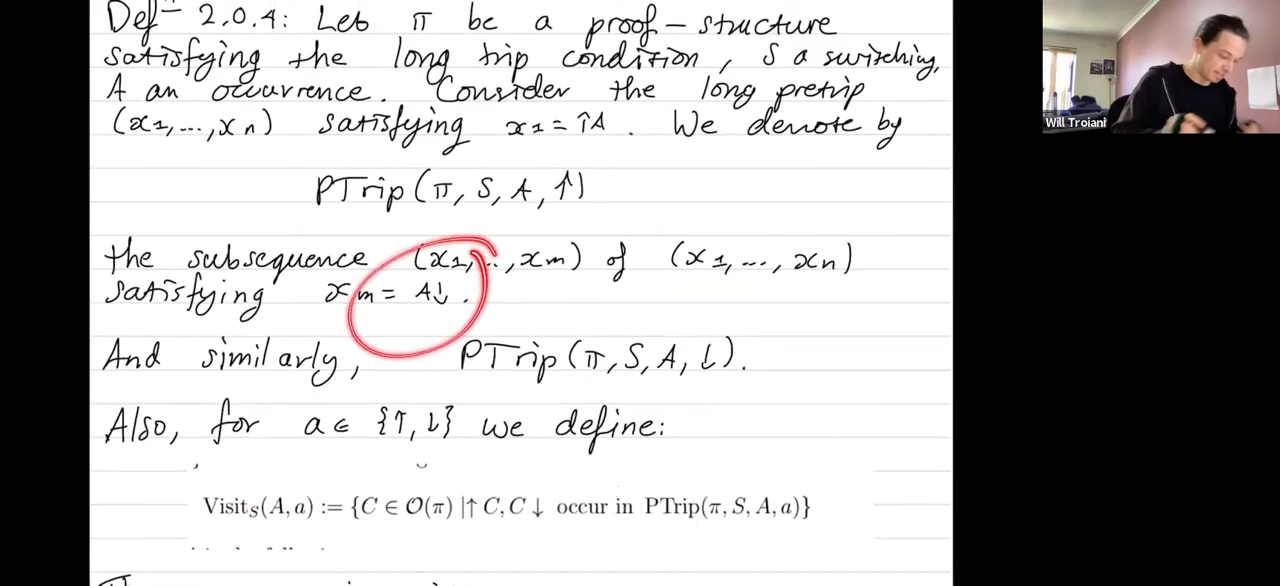 Defⁿ 2.0.4: Let π be a proof-structure
satisfying the long trip condition, S a switching,
A an occurrence. Consider the long pretrip
(x1,...,xn) satisfying x1=↑A. We denote by
PTrip(π, S, A, ↑)
the subsequence (x1,...,xm) of (x1,...,xn)
satisfying xm = A↓.
And similarly, PTrip(π, S, A, ↓).
Also, for a ∈ {↑,↓} we define:
Visit_S(A, a) := {C ∈ O(π) |↑ C, C ↓ occur in PTrip(π, S, A, a)}
Will Troiani